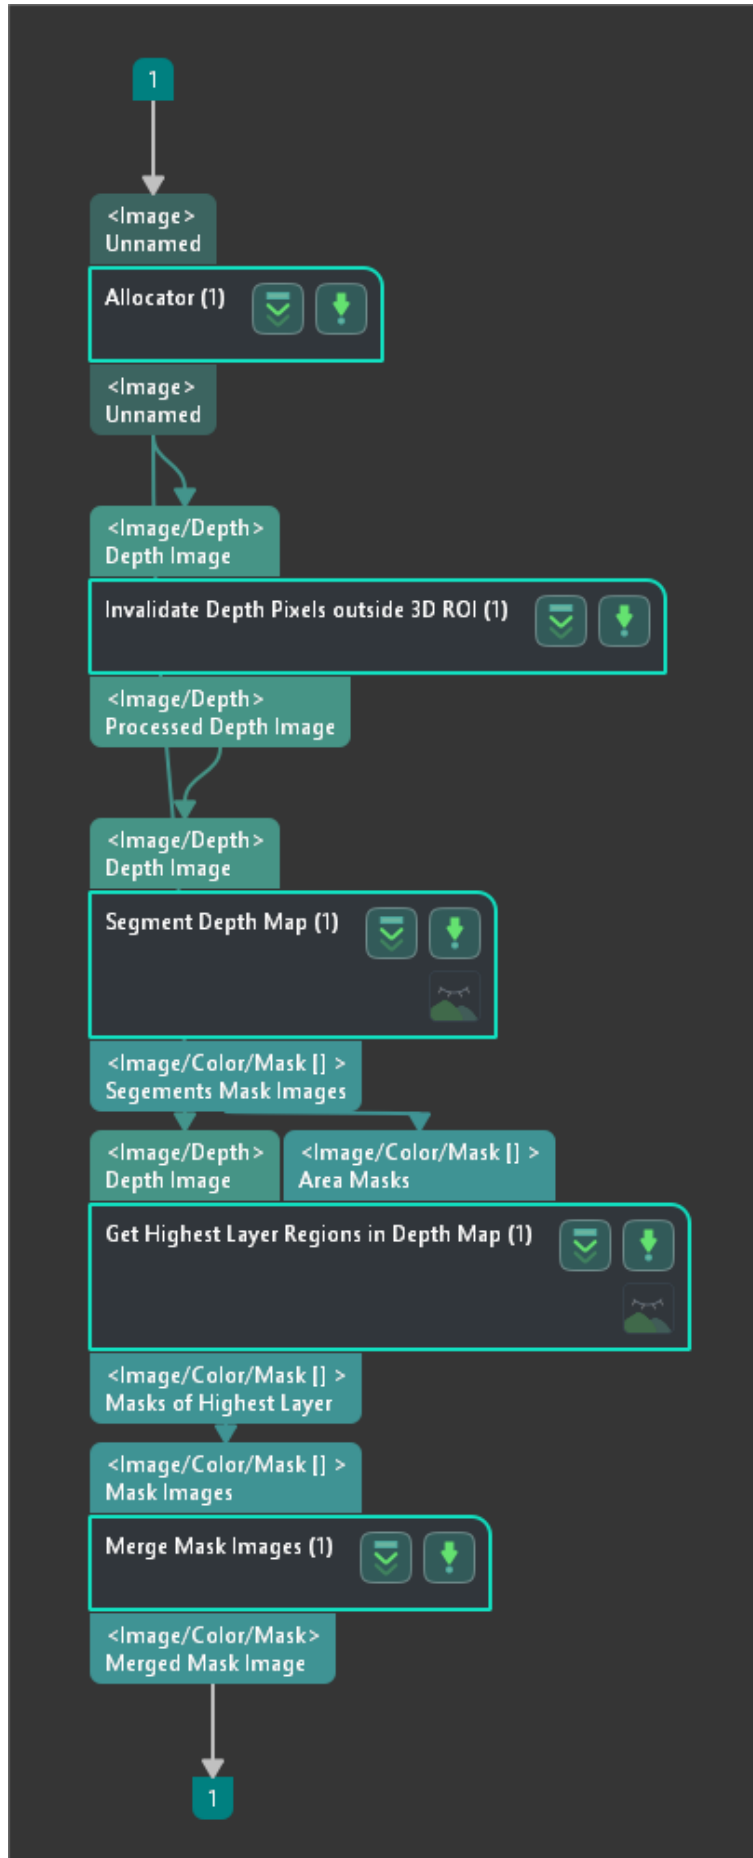 1
<Image>
Unnamed
Allocator (1)
<Image>
Unnamed
<Image/Depth>
Depth Image
Invalidate Depth Pixels outside 3D ROI (1)
<Image/Depth>
Processed Depth Image
<Image/Depth>
Depth Image
Segment Depth Map (1)
<Image/Color/Mask [] >
Segements Mask Images
<Image/Depth>
Depth Image
<Image/Color/Mask [] >
Area Masks
Get Highest Layer Regions in Depth Map (1)
<Image/Color/Mask [] >
Masks of Highest Layer
<Image/Color/Mask [] >
Mask Images
Merge Mask Images (1)
<Image/Color/Mask>
Merged Mask Image
1